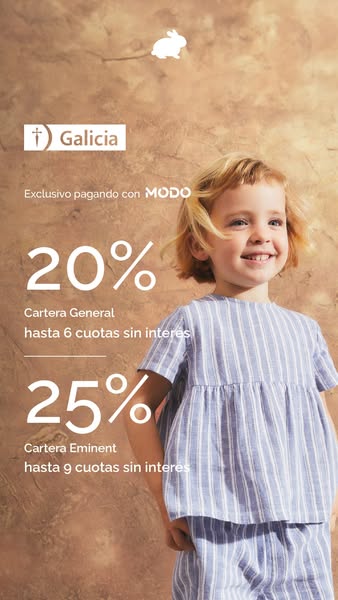 Galicia
Exclusivo pagando con MODO
20%
Cartera General
hasta 6 cuotas sin interés
25%
Cartera Eminent
hasta 9 cuotas sin interés